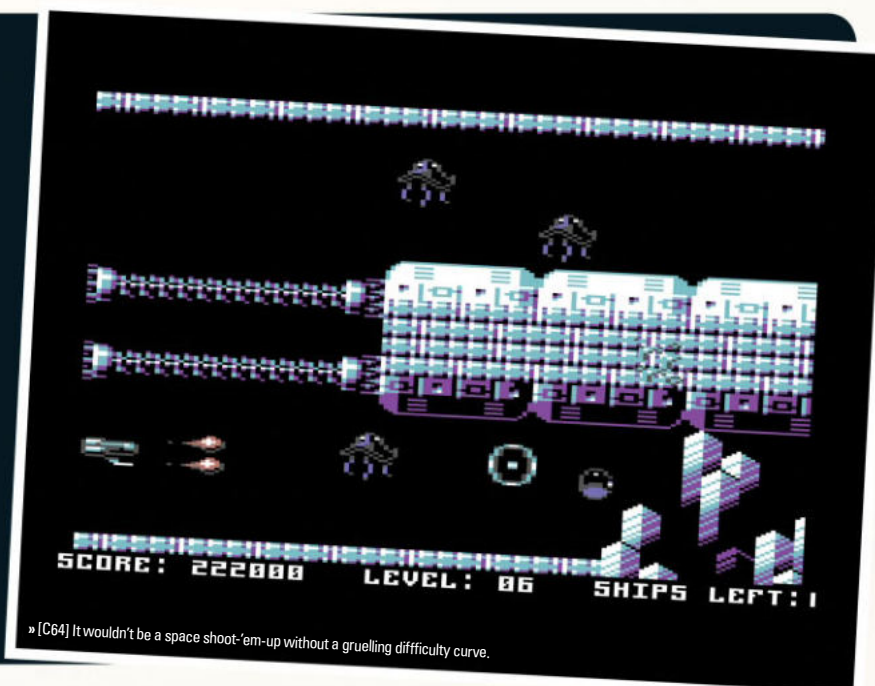 SCORE: 222000 LEVEL: 06 SHIPS LEFT:1
» [C64] It wouldn't be a space shoot-'em-up without a gruelling diffficulty curve.